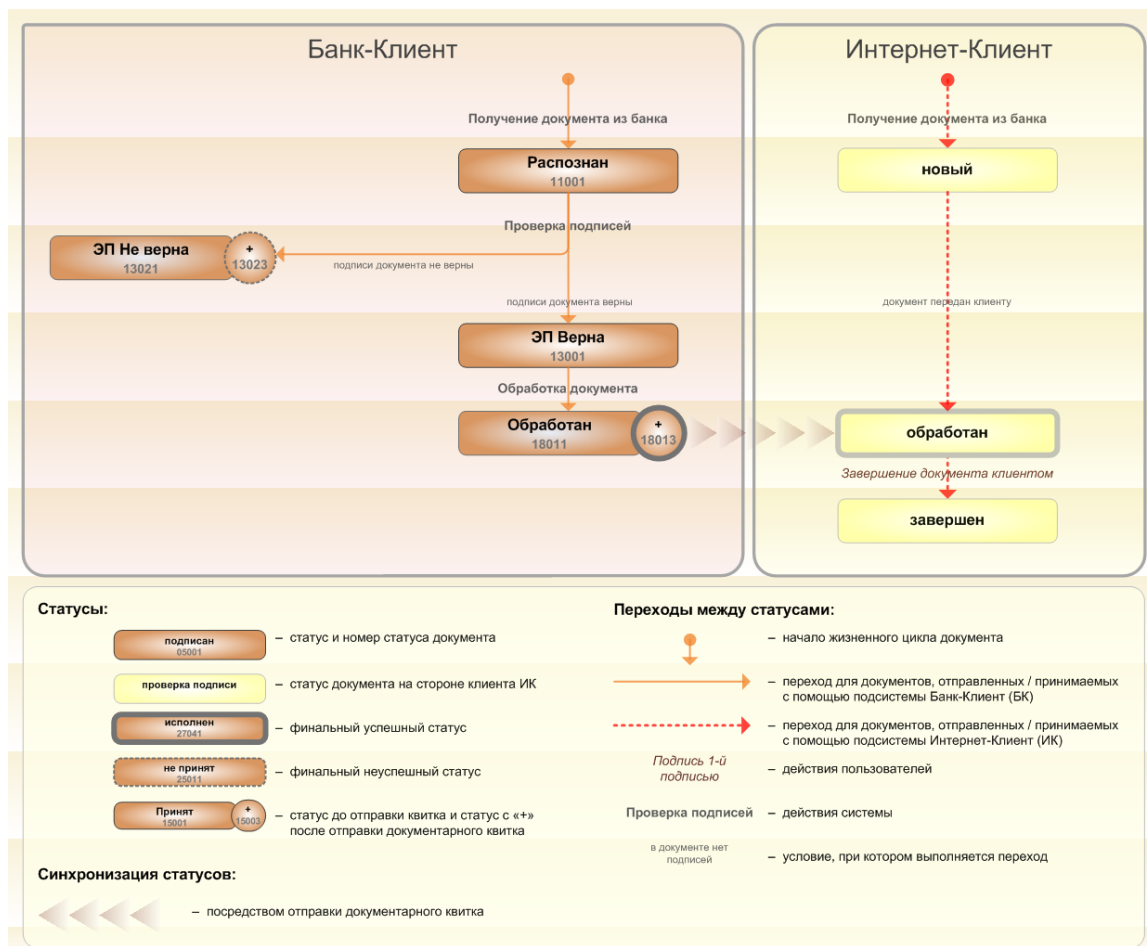 Банк-Клиент
Интернет-Клиент
Получение документа из банка
Получение документа из банка
Распознан
11001
новый
Проверка подписей
ЭП Не верна
13021
+
13023
подписи документа не верны
подписи документа верны
документ передан клиенту
ЭП Верна
13001
Обработка документа
Обработан
18011
+
18013
обработан
Завершение документа клиентом
завершен
Статусы:
подписан
05001
– статус и номер статуса документа
проверка подписи
– статус документа на стороне клиента ИК
исполнен
27041
– финальный успешный статус
не принят
25011
– финальный неуспешный статус
Принят
15001
+
15003
– статус до отправки квитка и статус с «+»
после отправки документарного квитка
Синхронизация статусов:
– посредством отправки документарного квитка
Переходы между статусами:
– начало жизненного цикла документа
– переход для документов, отправленных / принимаемых
с помощью подсистемы Банк-Клиент (БК)
– переход для документов, отправленных / принимаемых
с помощью подсистемы Интернет-Клиент (ИК)
Подпись 1-й
подписью
– действия пользователей
Проверка подписей
– действия системы
в документе нет
подписей
– условие, при котором выполняется переход